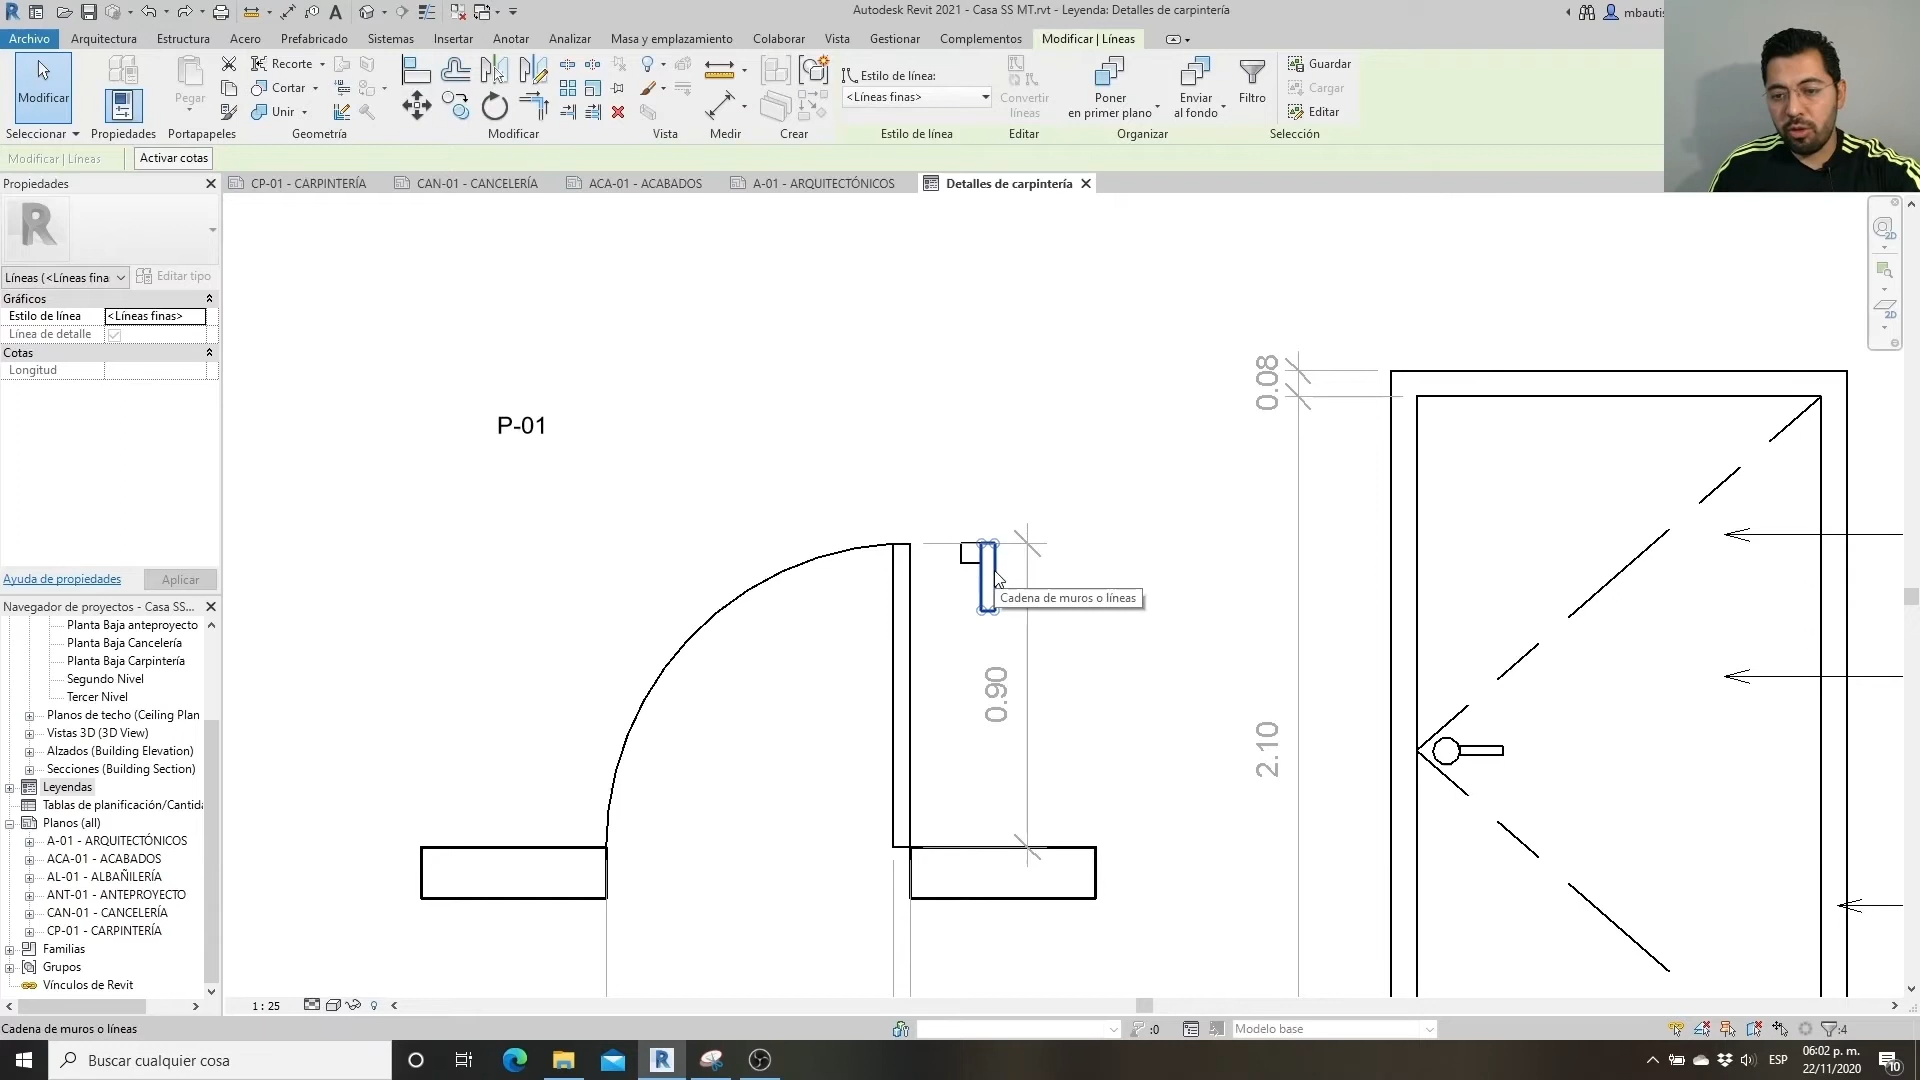 Autodesk Revit 2021 - Casa SS MT.rvt - Leyenda: Detalles de carpintería
mbautis
Archivo
Arquitectura
Estructura
Acero
Prefabricado
Sistemas
Insertar
Anotar
Analizar
Masa y emplazamiento
Colaborar
Vista
Gestionar
Complementos
Modificar | Líneas
Modificar
Pegar
Recorte
Cortar
Unir
Estilo de línea:
<Líneas finas>
Convertir
líneas
Poner
en primer plano
Enviar
al fondo
Filtro
Guardar
Cargar
Editar
Seleccionar
Propiedades
Portapapeles
Geometría
Modificar
Vista
Medir
Crear
Estilo de línea
Editar
Organizar
Selección
Modificar | Líneas
Activar cotas
Propiedades
CP-01 - CARPINTERÍA
CAN-01 - CANCELERÍA
ACA-01 - ACABADOS
A-01 - ARQUITECTÓNICOS
Detalles de carpintería
Líneas (<Líneas fina
Editar tipo
Gráficos
Estilo de línea
<Líneas finas>
Línea de detalle
Cotas
Longitud
Ayuda de propiedades
Aplicar
Navegador de proyectos - Casa SS...
Planta Baja anteproyecto
Planta Baja Cancelería
Planta Baja Carpintería
Segundo Nivel
Tercer Nivel
Planos de techo (Ceiling Plan
Vistas 3D (3D View)
Alzados (Building Elevation)
Secciones (Building Section)
Leyendas
Tablas de planificación/Cantida
Planos (all)
A-01 - ARQUITECTÓNICOS
ACA-01 - ACABADOS
AL-01 - ALBAÑILERÍA
ANT-01 - ANTEPROYECTO
CAN-01 - CANCELERÍA
CP-01 - CARPINTERÍA
Familias
Grupos
Vínculos de Revit
P-01
Cadena de muros o líneas
0.90
0.08
2.10
2D
2D
1 : 25
Cadena de muros o líneas
:0
Modelo base
:4
Buscar cualquier cosa
ESP
06:02 p. m.
22/11/2020
10